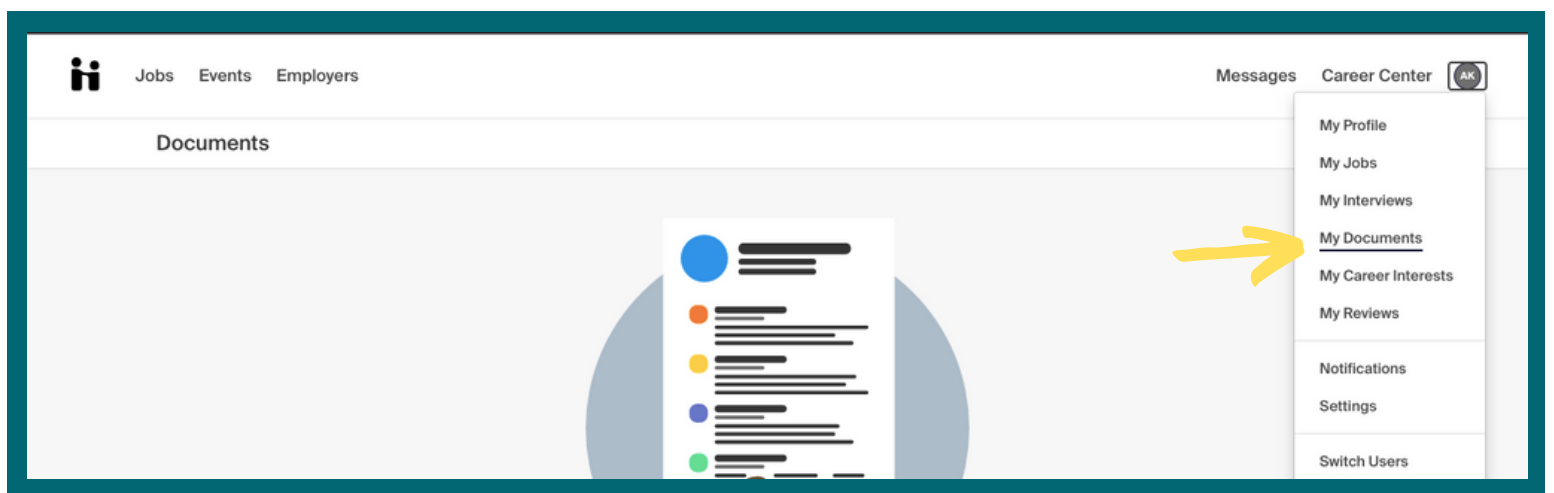 Jobs Events Employers Messages Career Center AK
Documents
My Profile
My Jobs
My Interviews
My Documents
My Career Interests
My Reviews
Notifications
Settings
Switch Users